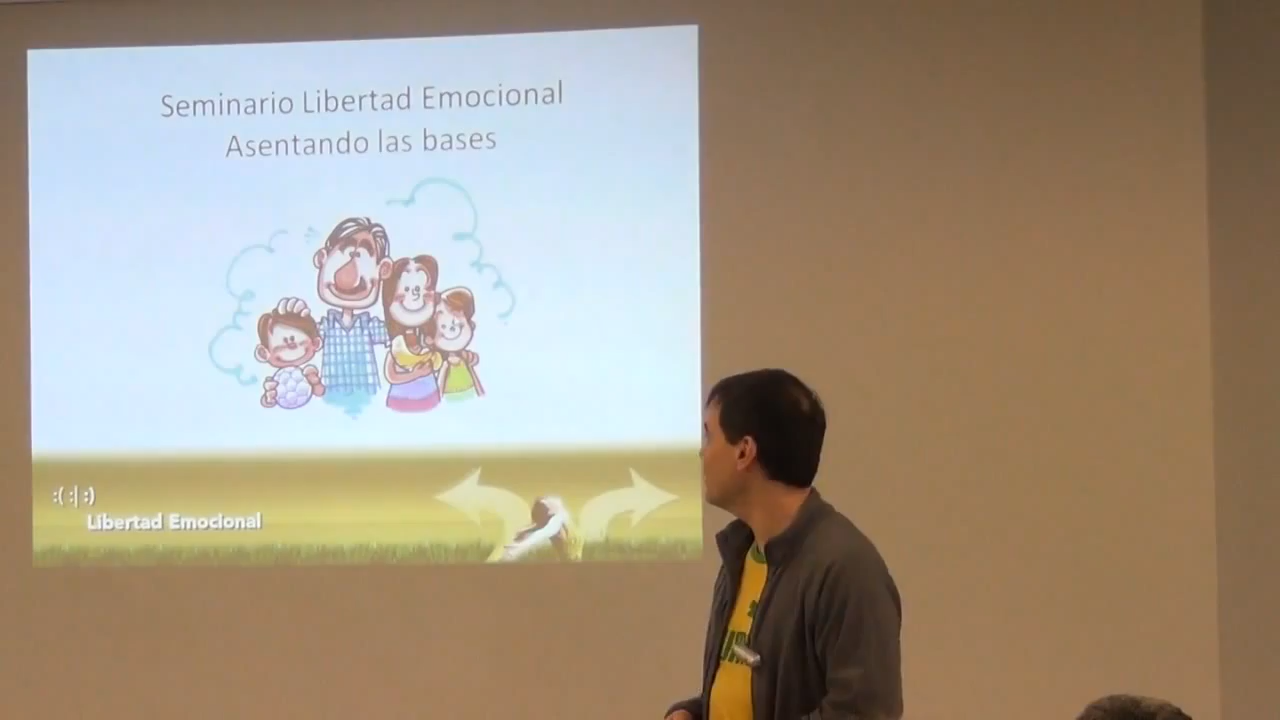 Seminario Libertad Emocional
Asentando las bases
:( :| :)
Libertad Emocional